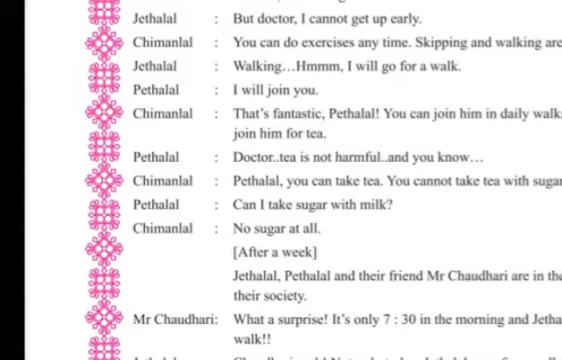 Jethalal : But doctor, I cannot get up early.
Chimanlal : You can do exercises any time. Skipping and walking are
Jethalal : Walking…Hmmm, I will go for a walk.
Pethalal : I will join you.
Chimanlal : That's fantastic, Pethalal! You can join him in daily walk
join him for tea.
Pethalal : Doctor..tea is not harmful..and you know…
Chimanlal : Pethalal, you can take tea. You cannot take tea with sugar
Pethalal : Can I take sugar with milk?
Chimanlal : No sugar at all.
[After a week]
Jethalal, Pethalal and their friend Mr Chaudhari are in the
their society.
Mr Chaudhari: What a surprise! It's only 7 : 30 in the morning and Jetha
walk!!